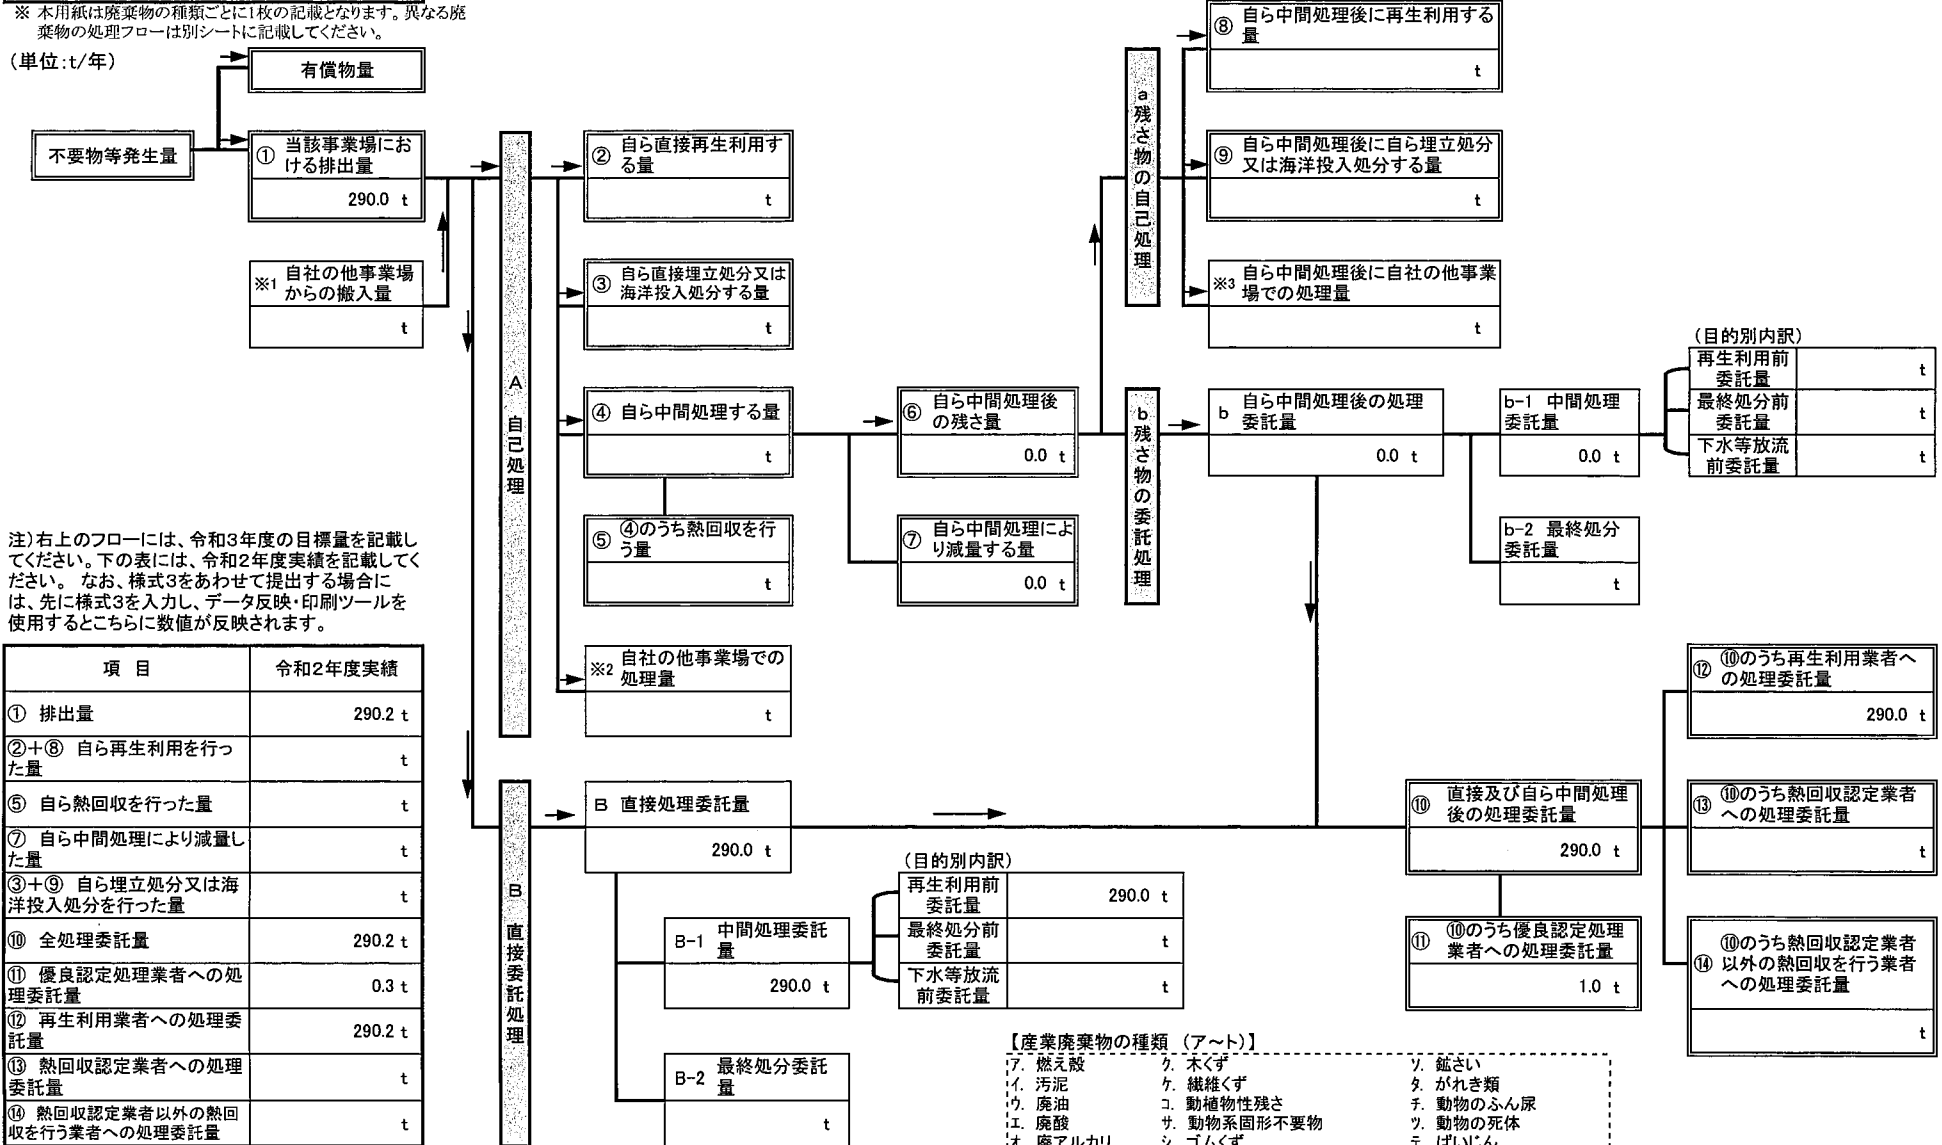 ※ 本用紙は廃棄物の種類ごとに1枚の記載となります。異なる廃
棄物の処理フローは別シートに記載してください。
(単位:t/年)
有償物量
不要物等発生量
① 当該事業場にお
ける排出量
290.0 t
※1 自社の他事業場
からの搬入量
t
A 自己処理
② 自ら直接再生利用す
る量
t
③ 自ら直接埋立処分又は
海洋投入処分する量
t
④ 自ら中間処理する量
t
⑤ ④のうち熱回収を行
う量
t
※2 自社の他事業場での
処理量
t
⑥ 自ら中間処理後
の残さ量
0.0 t
⑦ 自ら中間処理によ
り減量する量
0.0 t
a 残さ物の自己処理
⑧ 自ら中間処理後に再生利用する
量
t
⑨ 自ら中間処理後に自ら埋立処分
又は海洋投入処分する量
t
※3 自ら中間処理後に自社の他事業
場での処理量
t
b 残さ物の委託処理
b 自ら中間処理後の処理
委託量
0.0 t
b-1 中間処理
委託量
0.0 t
(目的別内訳)
再生利用前
委託量 t
最終処分前
委託量 t
下水等放流
前委託量 t
b-2 最終処分
委託量
t
注)右上のフローには、令和3年度の目標量を記載し
てください。下の表には、令和2年度実績を記載してく
ださい。 なお、様式3をあわせて提出する場合に
は、先に様式3を入力し、データ反映・印刷ツールを
使用するとこちらに数値が反映されます。
項 目 令和2年度実績
① 排出量 290.2 t
②+⑧ 自ら再生利用を行っ
た量 t
⑤ 自ら熱回収を行った量 t
⑦ 自ら中間処理により減量し
た量 t
③+⑨ 自ら埋立処分又は海
洋投入処分を行った量 t
⑩ 全処理委託量 290.2 t
⑪ 優良認定処理業者への処
理委託量 0.3 t
⑫ 再生利用業者への処理委
託量 290.2 t
⑬ 熱回収認定業者への処理
委託量 t
⑭ 熱回収認定業者以外の熱回
収を行う業者への処理委託量 t
B 直接委託処理
B 直接処理委託量
290.0 t
B-1 中間処理委託
量
290.0 t
(目的別内訳)
再生利用前
委託量 290.0 t
最終処分前
委託量 t
下水等放流
前委託量 t
B-2 最終処分委託
量
t
⑩ 直接及び自ら中間処理
後の処理委託量
290.0 t
⑪ ⑩のうち優良認定処理
業者への処理委託量
1.0 t
⑫ ⑩のうち再生利用業者へ
の処理委託量
290.0 t
⑬ ⑩のうち熱回収認定業者
への処理委託量
t
⑭ ⑩のうち熱回収認定業者
以外の熱回収を行う業者
への処理委託量
t
【産業廃棄物の種類 (ア~ト)】
ア. 燃え殻 ク. 木くず ソ. 鉱さい
イ. 汚泥 ケ. 繊維くず タ. がれき類
ウ. 廃油 コ. 動植物性残さ チ. 動物のふん尿
エ. 廃酸 サ. 動物系固形不要物 ツ. 動物の死体
オ. 廃アルカリ シ. ゴムくず テ. ばいじん